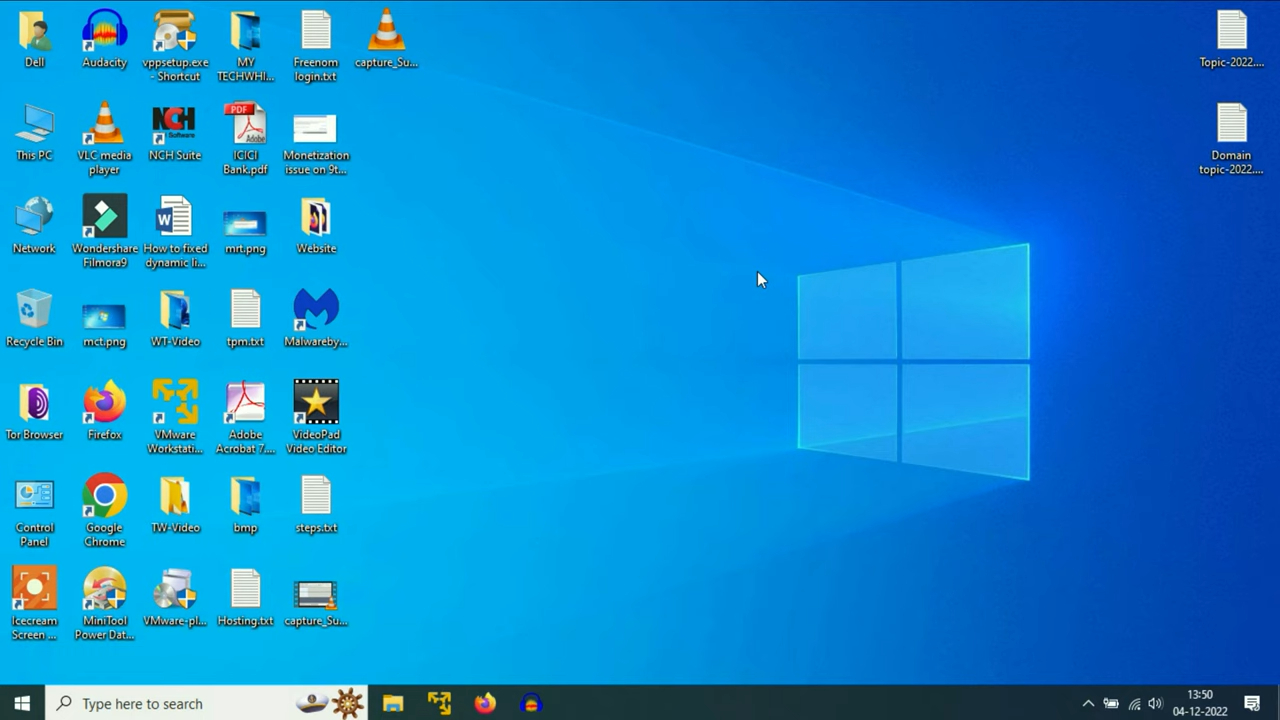 Dell
Audacity
vppsetup.exe
- Shortcut
MY
TECHWHI...
Freenom
login.txt
capture_Su...
Topic-2022....
This PC
VLC media
player
NCH
Software
NCH Suite
PDF
Adobe
ICICI
Bank.pdf
Monetization
issue on 9t...
Domain
topic-2022....
Network
Wondershare
Filmora9
W
How to fixed
dynamic li...
mrt.png
Website
Recycle Bin
mct.png
WT-Video
tpm.txt
Malwareby...
Tor Browser
Firefox
VMware
Workstati...
Adobe
Acrobat 7....
VideoPad
Video Editor
Control
Panel
Google
Chrome
TW-Video
bmp
steps.txt
Icecream
Screen ...
MiniTool
Power Dat...
VMware-pl...
Hosting.txt
capture_Su...
Type here to search
13:50
04-12-2022